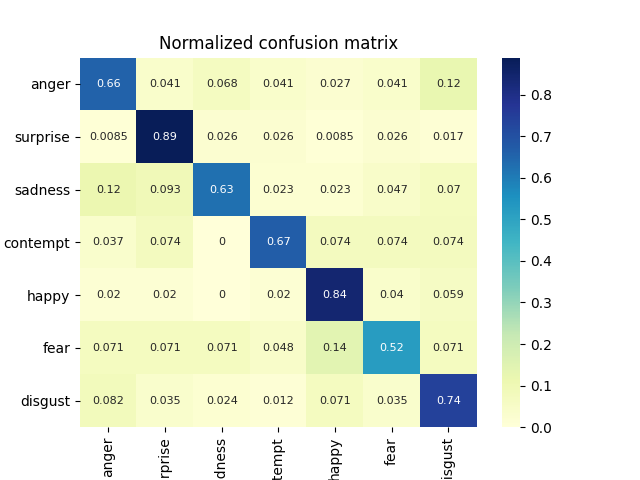 Normalized confusion matrix
anger 0.66 0.041 0.068 0.041 0.027 0.041 0.12
surprise 0.0085 0.89 0.026 0.026 0.0085 0.026 0.017
sadness 0.12 0.093 0.63 0.023 0.023 0.047 0.07
contempt 0.037 0.074 0 0.67 0.074 0.074 0.074
happy 0.02 0.02 0 0.02 0.84 0.04 0.059
fear 0.071 0.071 0.071 0.048 0.14 0.52 0.071
disgust 0.082 0.035 0.024 0.012 0.071 0.035 0.74
anger rprise dness tempt happy fear isgust
0.8
0.7
0.6
0.5
0.4
0.3
0.2
0.1
0.0